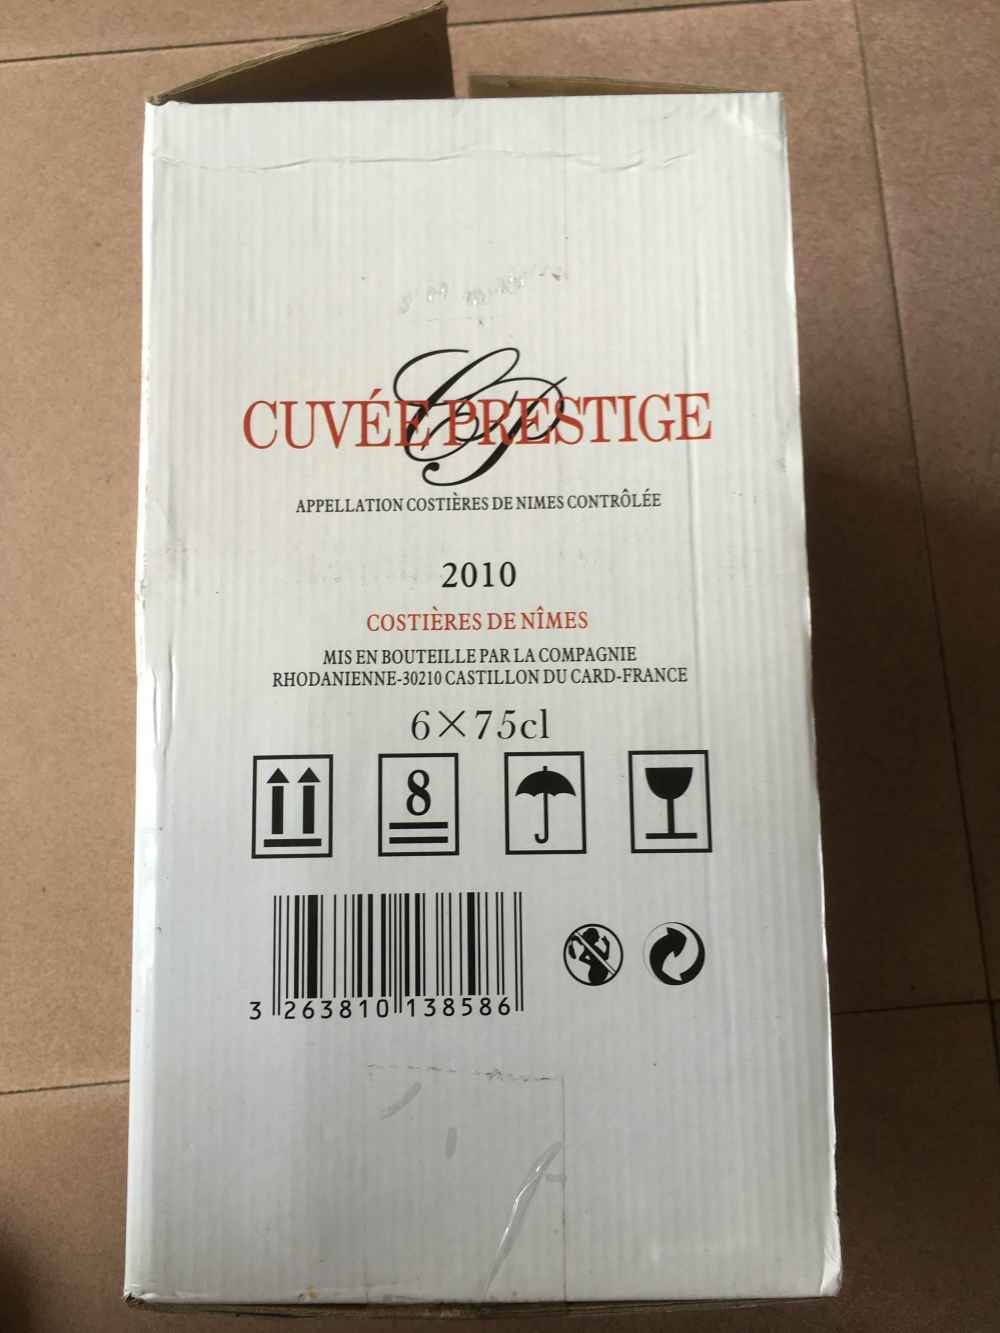 CUVÉE PRESTIGE
CP
APPELLATION COSTIÈRES DE NIMES CONTRÔLÉE
2010
COSTIÈRES DE NÎMES
MIS EN BOUTEILLE PAR LA COMPAGNIE
RHODANIENNE-30210 CASTILLON DU CARD-FRANCE
6×75cl
8
3 263810 138586